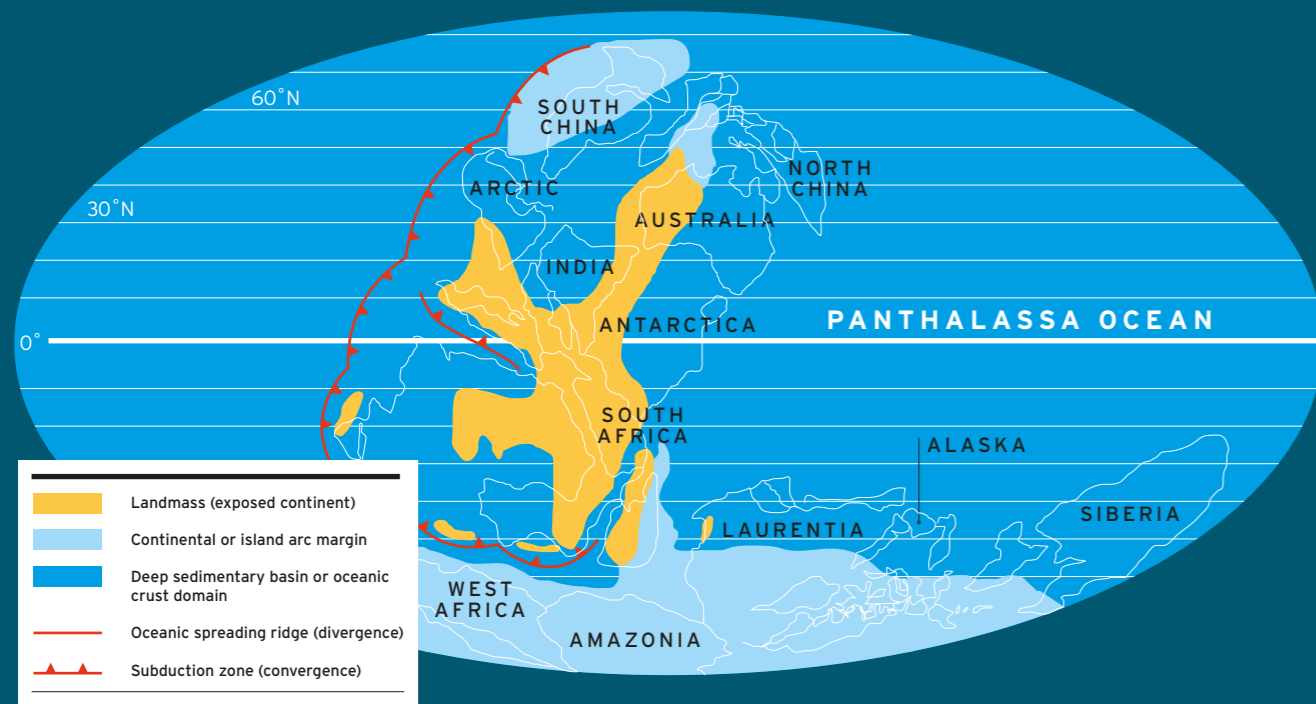 60°N
SOUTH
CHINA
NORTH
CHINA
ARCTIC
30°N
AUSTRALIA
INDIA
ANTARCTICA
PANTHALASSA OCEAN
0°
SOUTH
AFRICA
ALASKA
LAURENTIA
SIBERIA
WEST
AFRICA
AMAZONIA
Landmass (exposed continent)
Continental or island arc margin
Deep sedimentary basin or oceanic
crust domain
Oceanic spreading ridge (divergence)
Subduction zone (convergence)